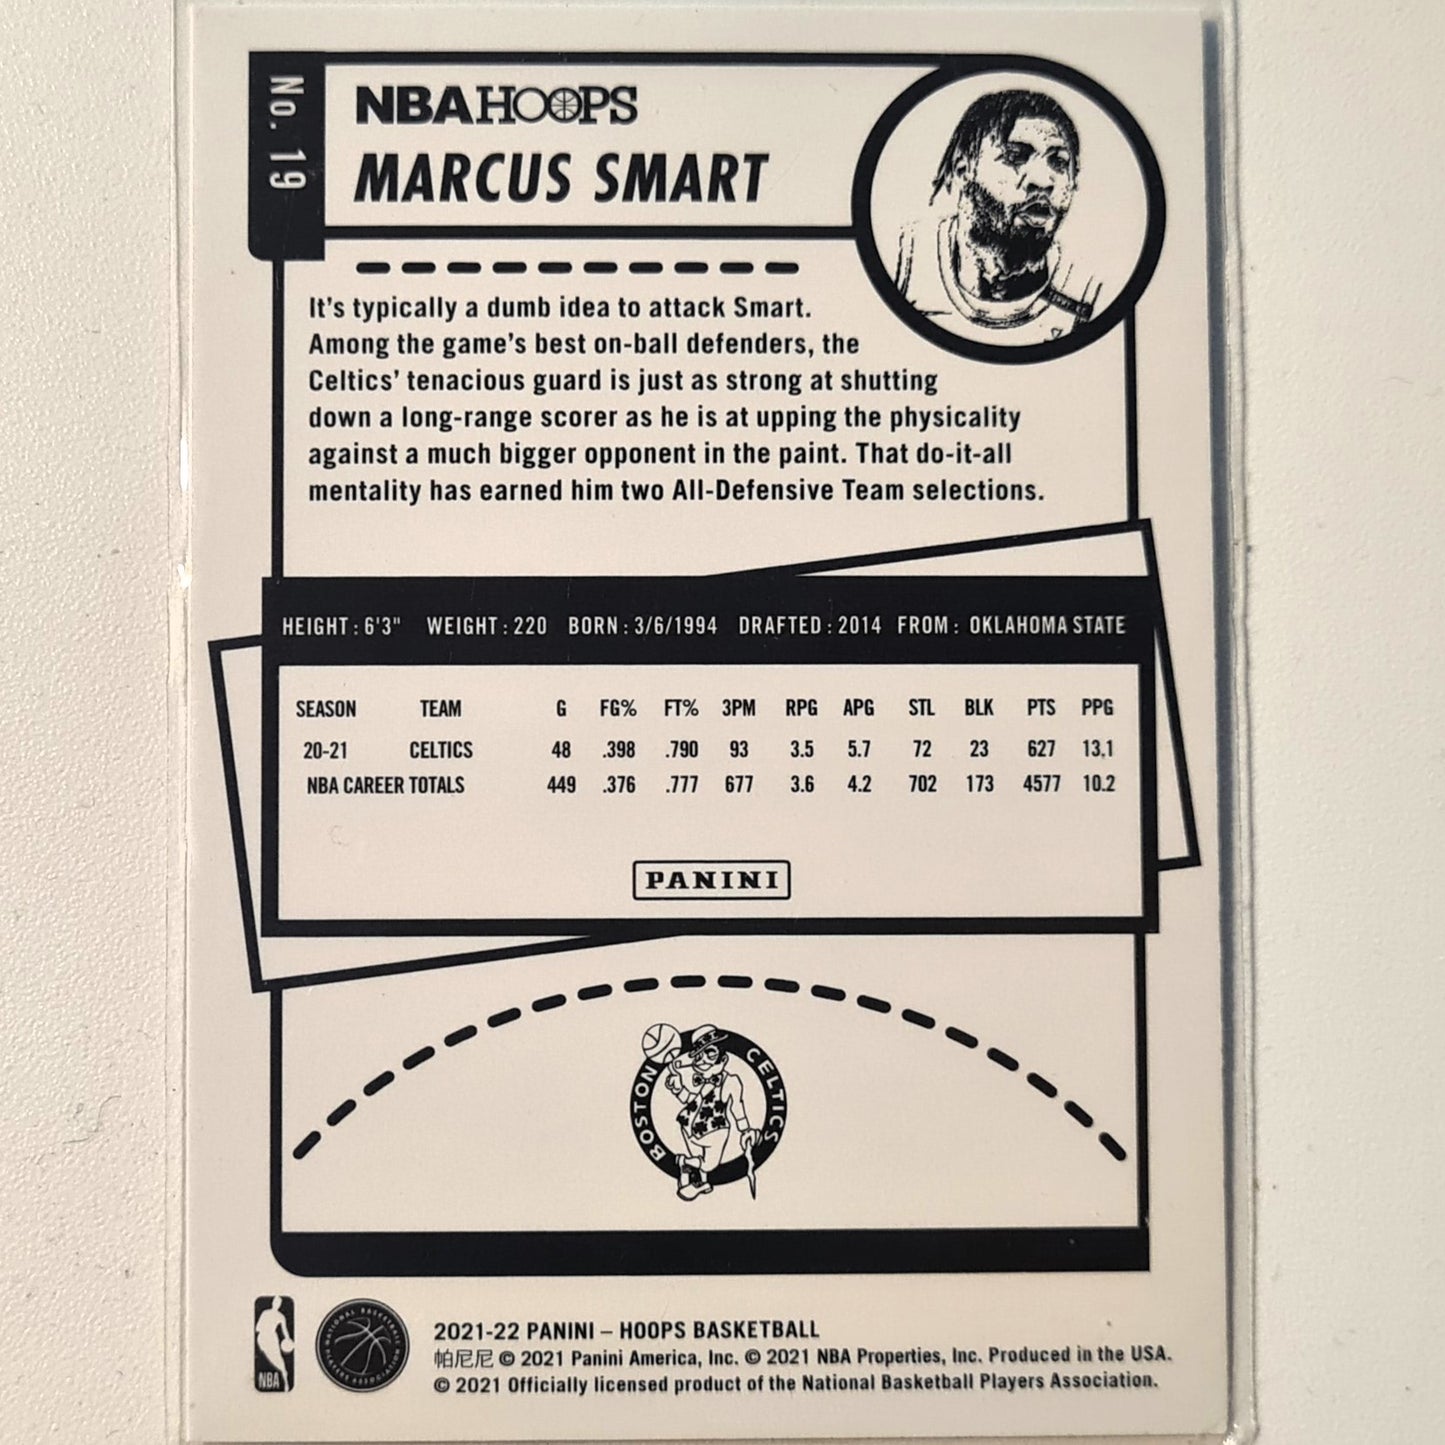 No. 19
NBA HOOPS
MARCUS SMART
It's typically a dumb idea to attack Smart.
Among the game's best on-ball defenders, the
Celtics' tenacious guard is just as strong at shutting
down a long-range scorer as he is at upping the physicality
against a much bigger opponent in the paint. That do-it-all
mentality has earned him two All-Defensive Team selections.
HEIGHT : 6'3" WEIGHT : 220 BORN : 3/6/1994 DRAFTED : 2014 FROM : OKLAHOMA STATE
SEASON TEAM G FG% FT% 3PM RPG APG STL BLK PTS PPG
20-21 CELTICS 48 .398 .790 93 3.5 5.7 72 23 627 13.1
NBA CAREER TOTALS 449 .376 .777 677 3.6 4.2 702 173 4577 10.2
PANINI
BOSTON CELTICS
NBA
NATIONAL BASKETBALL PLAYERS ASSOCIATION
2021-22 PANINI – HOOPS BASKETBALL
帕尼尼 © 2021 Panini America, Inc. © 2021 NBA Properties, Inc. Produced in the USA.
© 2021 Officially licensed product of the National Basketball Players Association.